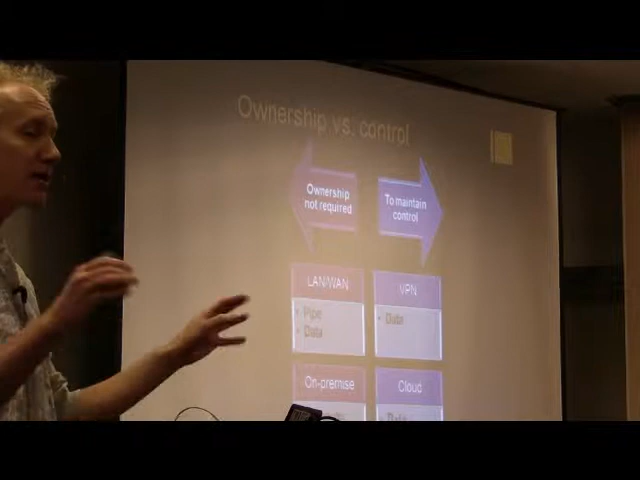 Ownership vs. control
Ownership
not required
To maintain
control
LAN/WAN
VPN
• Pipe
• Data
• Data
On-premise
Cloud